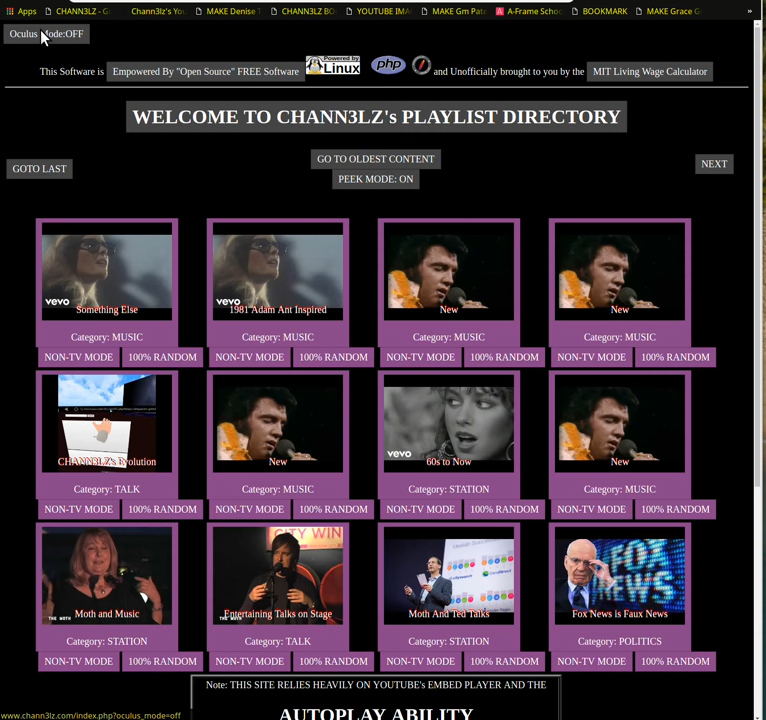 Apps CHANN3LZ - G Chann3lz's You MAKE Denise T CHANN3LZ BO YOUTUBE IMA MAKE Gm Pat A-Frame Schoo BOOKMARK MAKE Grace G »
Oculus Mode:OFF
This Software is Empowered By "Open Source" FREE Software Powered by Linux php and Unofficially brought to you by the MIT Living Wage Calculator
WELCOME TO CHANN3LZ's PLAYLIST DIRECTORY
GOTO LAST GO TO OLDEST CONTENT NEXT
PEEK MODE: ON
vevo vevo
Something Else 1981 Adam Ant Inspired New New
Category: MUSIC Category: MUSIC Category: MUSIC Category: MUSIC
NON-TV MODE 100% RANDOM NON-TV MODE 100% RANDOM NON-TV MODE 100% RANDOM NON-TV MODE 100% RANDOM
vevo
CHANN3LZ's Evolution New 60s to Now New
Category: TALK Category: MUSIC Category: STATION Category: MUSIC
NON-TV MODE 100% RANDOM NON-TV MODE 100% RANDOM NON-TV MODE 100% RANDOM NON-TV MODE 100% RANDOM
CITY WIN FOX NEWS
Moth and Music Entertaining Talks on Stage Moth And Ted Talks Fox News is Faux News
THE MOTH THE MOTH
Category: STATION Category: TALK Category: STATION Category: POLITICS
NON-TV MODE 100% RANDOM NON-TV MODE 100% RANDOM NON-TV MODE 100% RANDOM NON-TV MODE 100% RANDOM
Note: THIS SITE RELIES HEAVILY ON YOUTUBE's EMBED PLAYER AND THE
AUTOPLAY ABILITY
www.chann3lz.com/index.php?oculus_mode=off